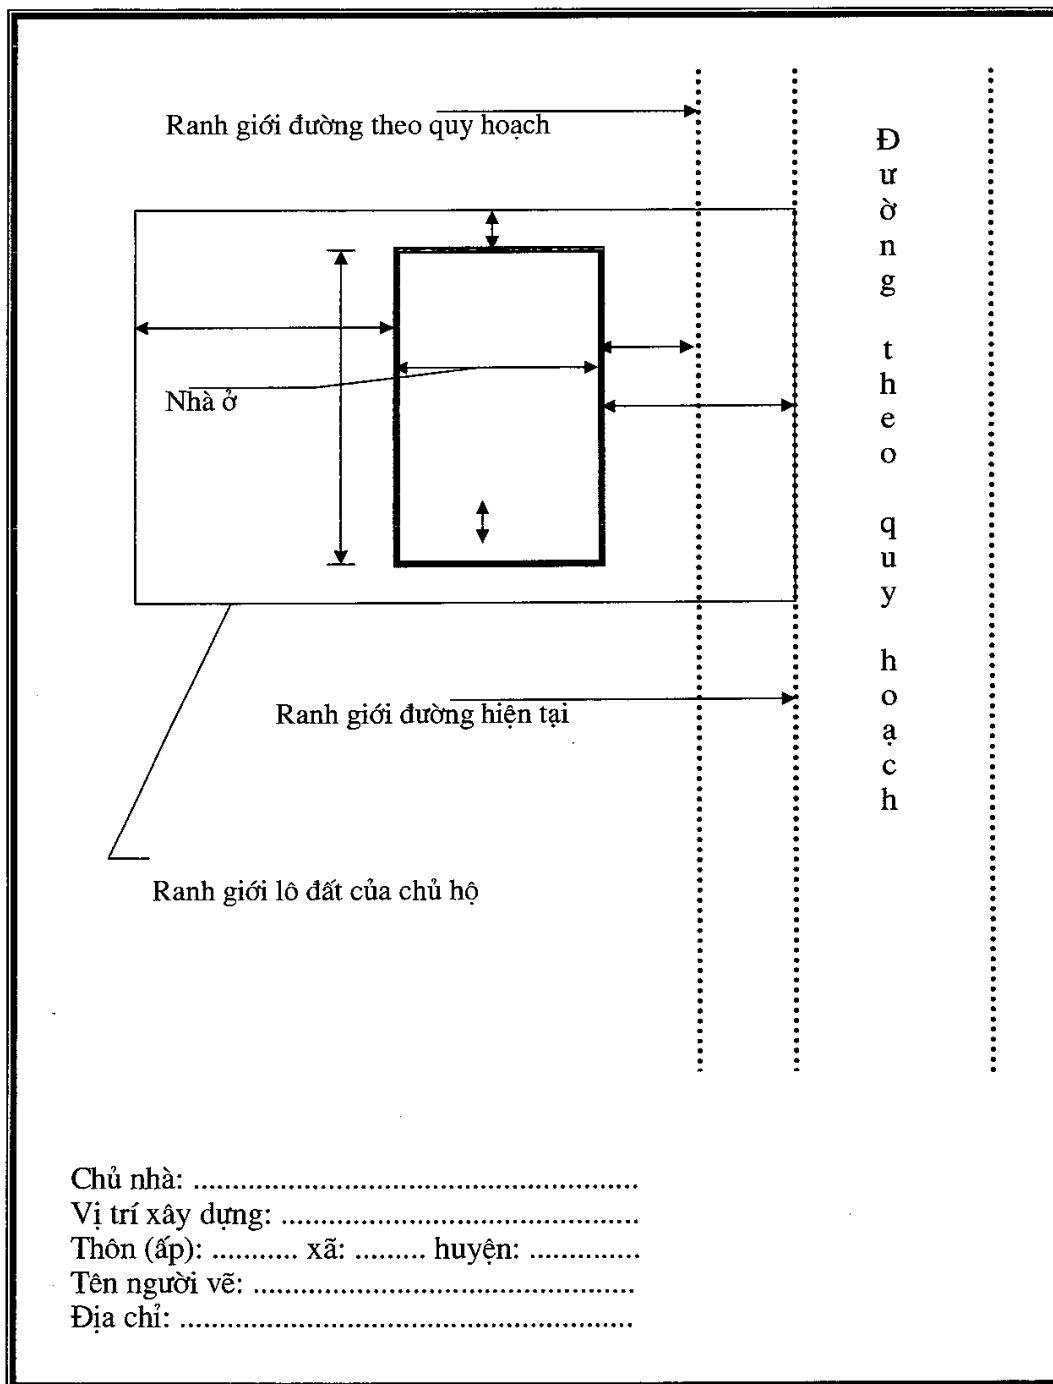 Ranh giới đường theo quy hoạch
Đường theo quy hoạch
Nhà ở
Ranh giới đường hiện tại
Ranh giới lô đất của chủ hộ
Chủ nhà: ....................................................
Vị trí xây dựng: ..........................................
Thôn (ấp): ........... xã: ......... huyện: .............
Tên người vẽ: .............................................
Địa chỉ: .....................................................